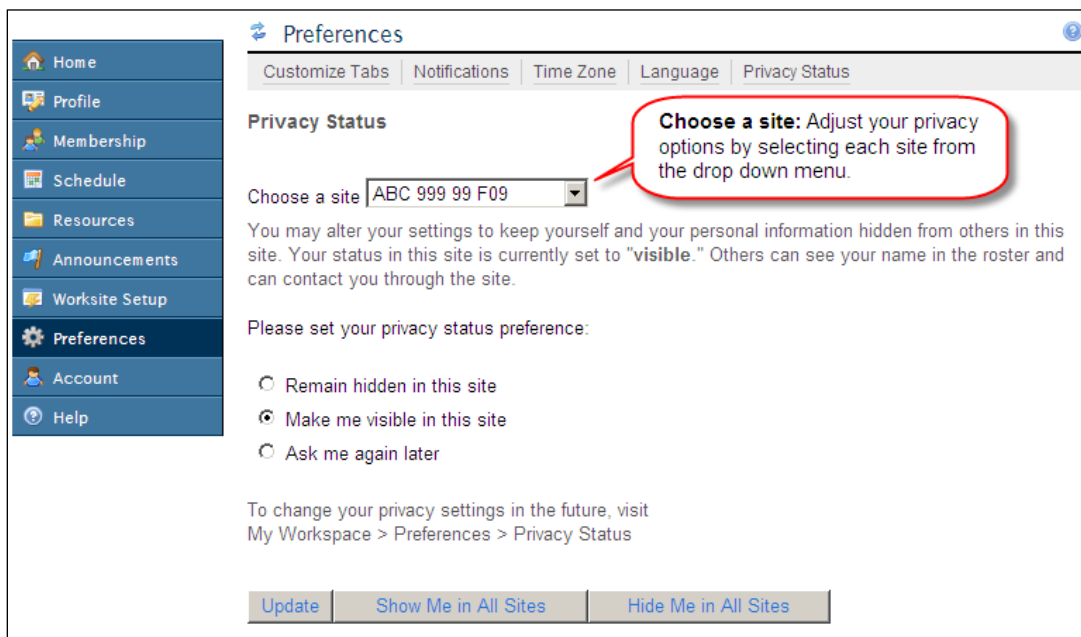 Preferences
Home
Profile
Membership
Schedule
Resources
Announcements
Worksite Setup
Preferences
Account
Help
Customize Tabs Notifications Time Zone Language Privacy Status
Privacy Status
Choose a site: Adjust your privacy
options by selecting each site from
the drop down menu.
Choose a site ABC 999 99 F09
You may alter your settings to keep yourself and your personal information hidden from others in this
site. Your status in this site is currently set to "visible." Others can see your name in the roster and
can contact you through the site.
Please set your privacy status preference:
Remain hidden in this site
Make me visible in this site
Ask me again later
To change your privacy settings in the future, visit
My Workspace > Preferences > Privacy Status
Update Show Me in All Sites Hide Me in All Sites